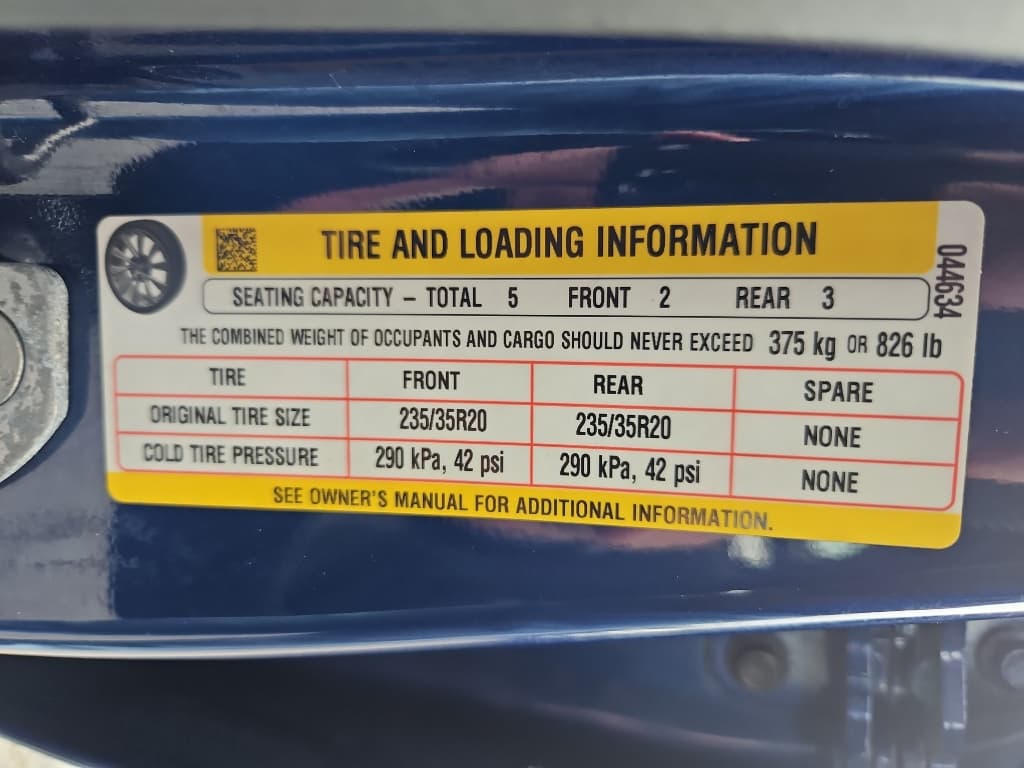 TIRE AND LOADING INFORMATION
044634
SEATING CAPACITY – TOTAL 5 FRONT 2 REAR 3
THE COMBINED WEIGHT OF OCCUPANTS AND CARGO SHOULD NEVER EXCEED 375 kg OR 826 lb
TIRE FRONT REAR SPARE
ORIGINAL TIRE SIZE 235/35R20 235/35R20 NONE
COLD TIRE PRESSURE 290 kPa, 42 psi 290 kPa, 42 psi NONE
SEE OWNER'S MANUAL FOR ADDITIONAL INFORMATION.